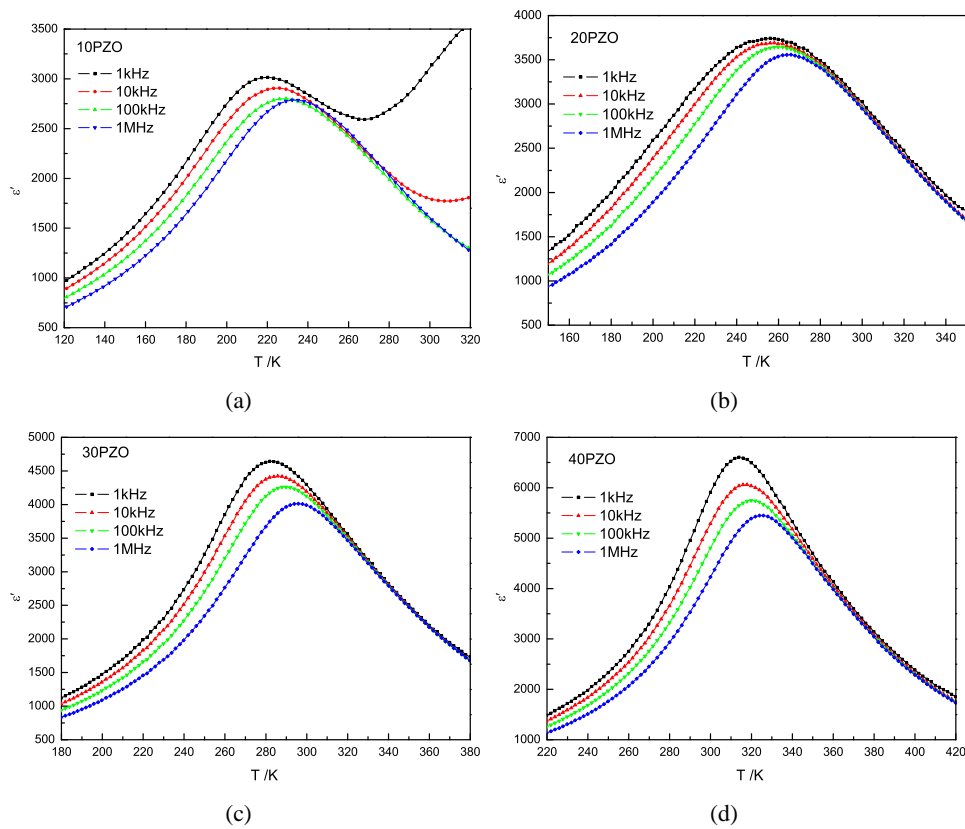 10PZO
1kHz
10kHz
100kHz
1MHz
ε′
3500
3000
2500
2000
1500
1000
500
120 140 160 180 200 220 240 260 280 300 320
T /K
(a)
20PZO
1kHz
10kHz
100kHz
1MHz
ε′
4000
3500
3000
2500
2000
1500
1000
500
160 180 200 220 240 260 280 300 320 340
T /K
(b)
30PZO
1kHz
10kHz
100kHz
1MHz
ε′
5000
4500
4000
3500
3000
2500
2000
1500
1000
500
180 200 220 240 260 280 300 320 340 360 380
T /K
(c)
40PZO
1kHz
10kHz
100kHz
1MHz
ε′
7000
6000
5000
4000
3000
2000
1000
220 240 260 280 300 320 340 360 380 400 420
T /K
(d)